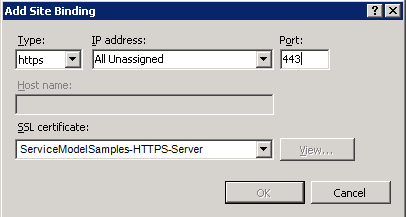 Add Site Binding
Type: IP address: Port:
https All Unassigned 443
Host name:
SSL certificate:
ServiceModelSamples-HTTPS-Server View...
OK Cancel